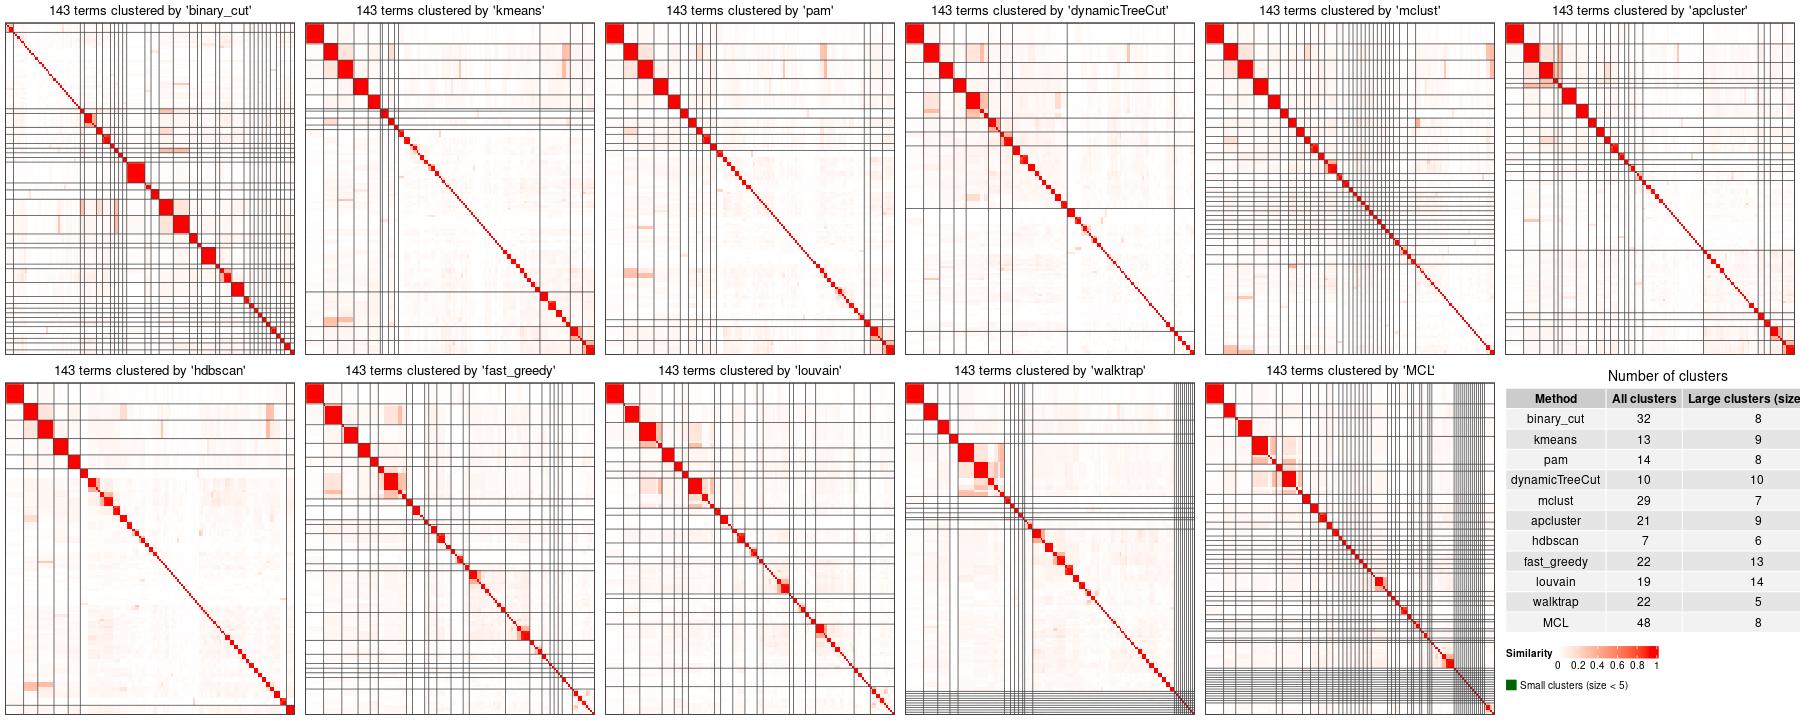 143 terms clustered by 'binary_cut'
143 terms clustered by 'kmeans'
143 terms clustered by 'pam'
143 terms clustered by 'dynamicTreeCut'
143 terms clustered by 'mclust'
143 terms clustered by 'apcluster'
143 terms clustered by 'hdbscan'
143 terms clustered by 'fast_greedy'
143 terms clustered by 'louvain'
143 terms clustered by 'walktrap'
143 terms clustered by 'MCL'
Number of clusters
Method All clusters Large clusters (size
binary_cut 32 8
kmeans 13 9
pam 14 8
dynamicTreeCut 10 10
mclust 29 7
apcluster 21 9
hdbscan 7 6
fast_greedy 22 13
louvain 19 14
walktrap 22 5
MCL 48 8
Similarity
0 0.2 0.4 0.6 0.8 1
Small clusters (size < 5)